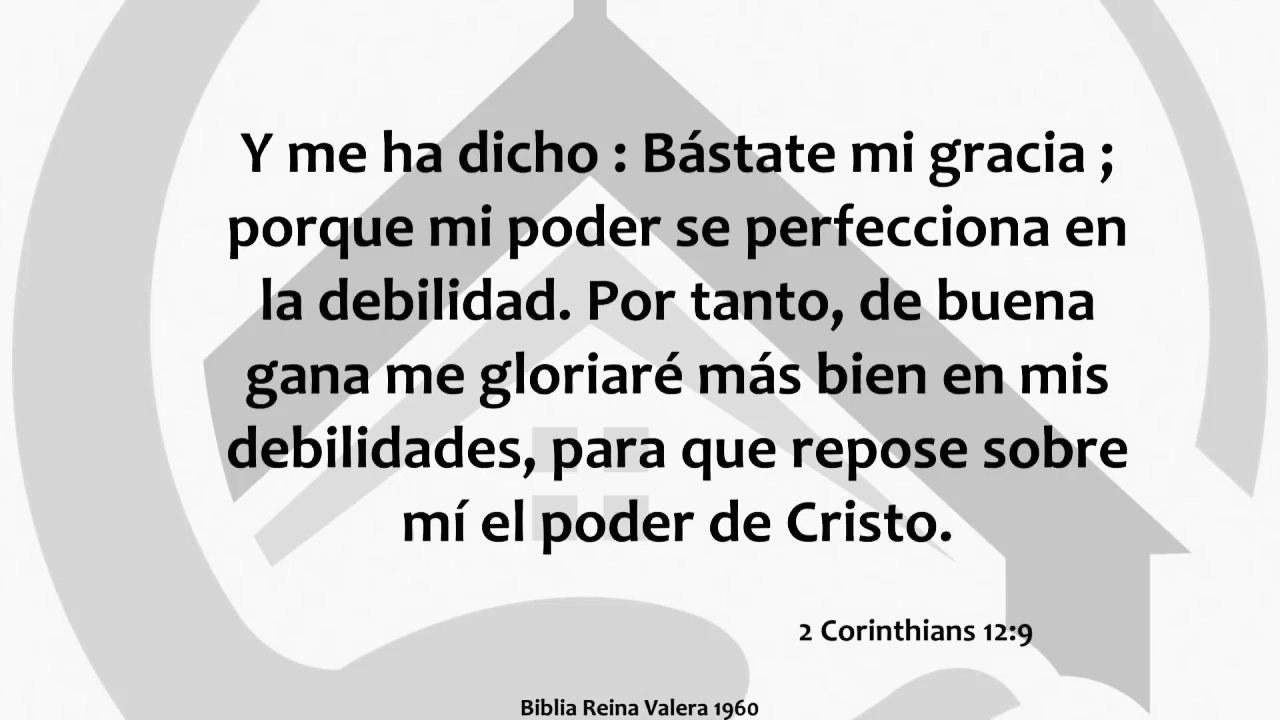 Y me ha dicho : Bástate mi gracia ;
porque mi poder se perfecciona en
la debilidad. Por tanto, de buena
gana me gloriaré más bien en mis
debilidades, para que repose sobre
mí el poder de Cristo.
2 Corinthians 12:9
Biblia Reina Valera 1960